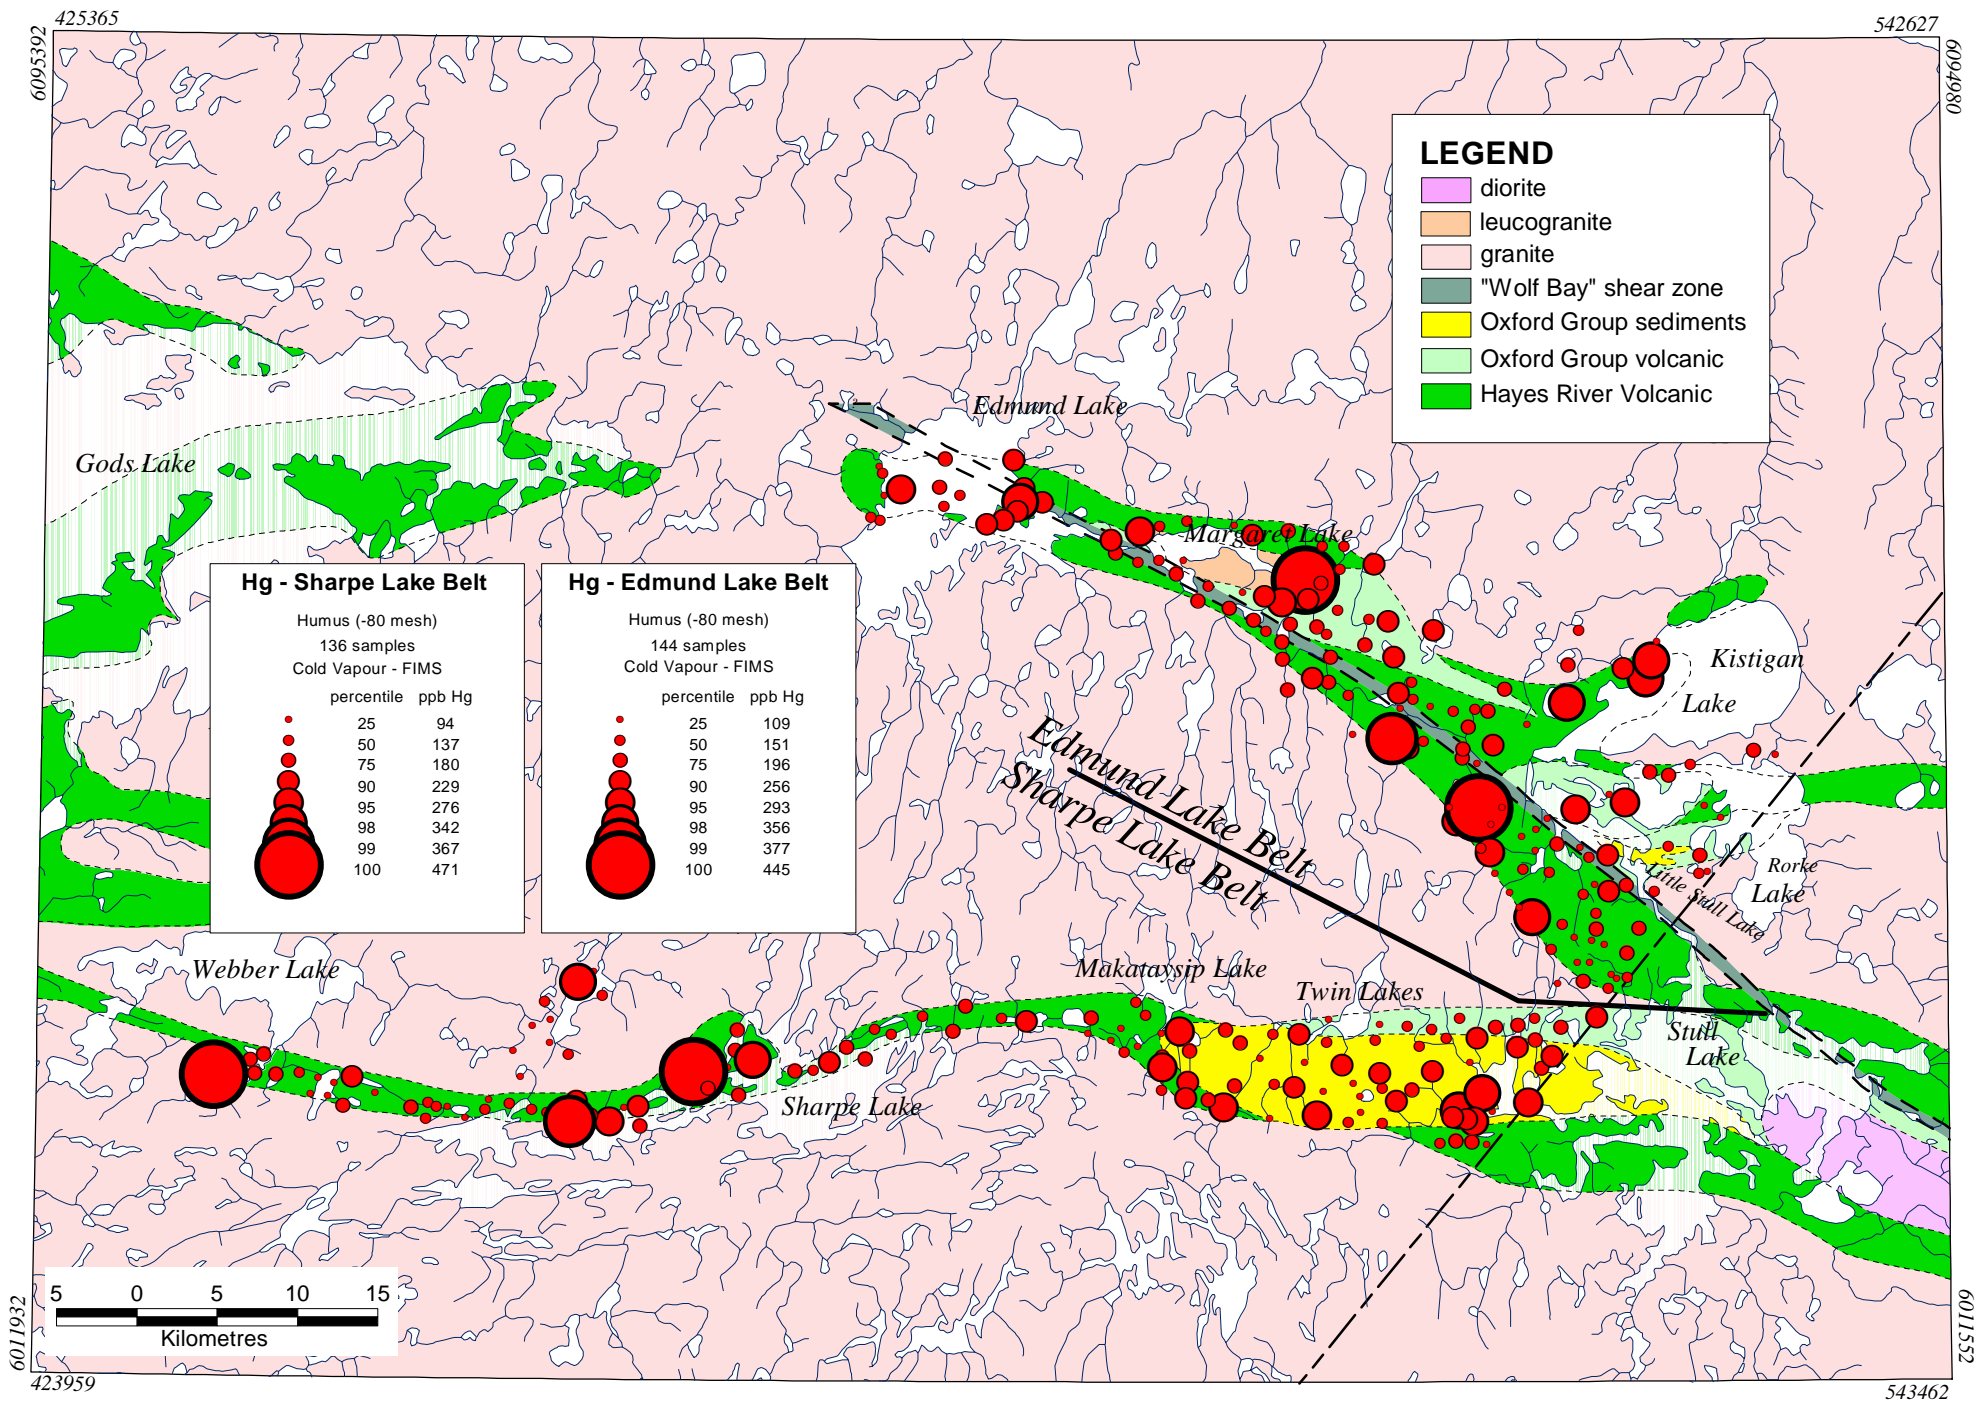 425365
542627
6095392
6094980
LEGEND
diorite
leucogranite
granite
"Wolf Bay" shear zone
Oxford Group sediments
Oxford Group volcanic
Hayes River Volcanic
Edmund Lake
Gods Lake
Margaret Lake
Kistigan
Lake
Hg - Sharpe Lake Belt
Humus (-80 mesh)
136 samples
Cold Vapour - FIMS
percentile ppb Hg
25 94
50 137
75 180
90 229
95 276
98 342
99 367
100 471
Hg - Edmund Lake Belt
Humus (-80 mesh)
144 samples
Cold Vapour - FIMS
percentile ppb Hg
25 109
50 151
75 196
90 256
95 293
98 356
99 377
100 445
Edmund Lake Belt
Sharpe Lake Belt
Rorke
Lake
Little Stull Lake
Webber Lake
Makataysip Lake
Twin Lakes
Stull
Lake
Sharpe Lake
5 0 5 10 15
Kilometres
6011932
6011552
423959
543462